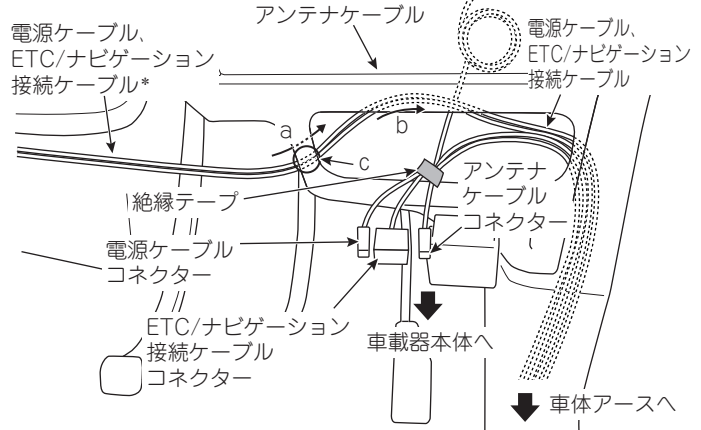 アンテナケーブル
電源ケーブル、
ETC/ナビゲーション
接続ケーブル*
電源ケーブル、
ETC/ナビゲーション
接続ケーブル
a
b
c
絶縁テープ
アンテナ
ケーブル
コネクター
電源ケーブル
コネクター
ETC/ナビゲーション
接続ケーブル
コネクター
車載器本体へ
車体アースへ